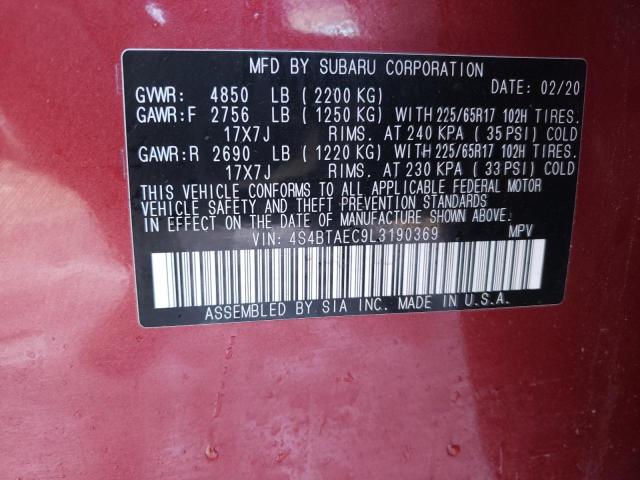 MFD BY SUBARU CORPORATION
DATE: 02/20
GVWR: 4850 LB (2200 KG)
GAWR:F 2756 LB (1250 KG) WITH 225/65R17 102H TIRES.
17X7J RIMS. AT 240 KPA (35 PSI) COLD
GAWR:R 2690 LB (1220 KG) WITH 225/65R17 102H TIRES.
17X7J RIMS. AT 230 KPA (33 PSI) COLD
THIS VEHICLE CONFORMS TO ALL APPLICABLE FEDERAL MOTOR
VEHICLE SAFETY AND THEFT PREVENTION STANDARDS
IN EFFECT ON THE DATE OF MANUFACTURE SHOWN ABOVE.
VIN: 4S4BTAEC9L3190369 MPV
ASSEMBLED BY SIA INC. MADE IN U.S.A.